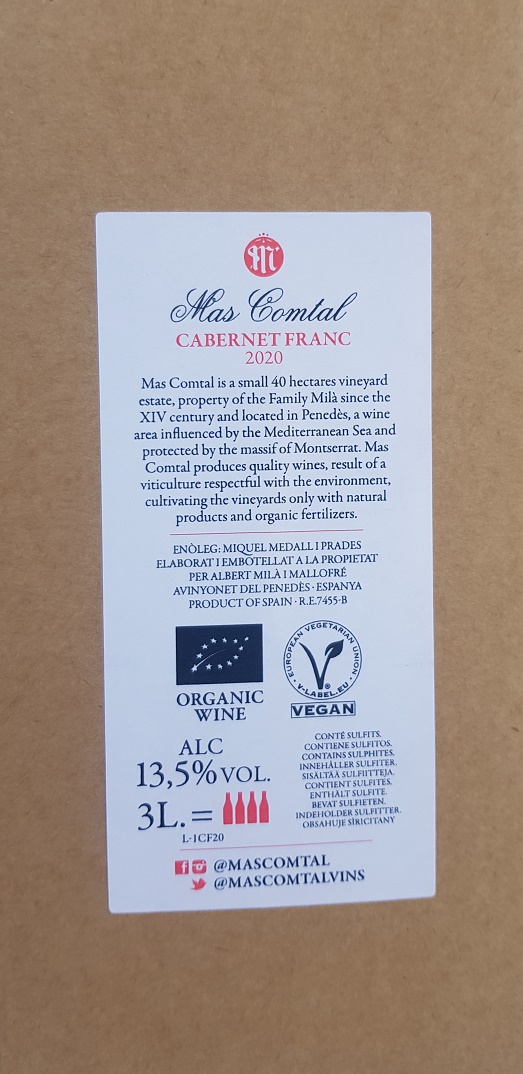 M
Mas Comtal
CABERNET FRANC
2020
Mas Comtal is a small 40 hectares vineyard
estate, property of the Family Milà since the
XIV century and located in Penedès, a wine
area influenced by the Mediterranean Sea and
protected by the massif of Montserrat. Mas
Comtal produces quality wines, result of a
viticulture respectful with the environment,
cultivating the vineyards only with natural
products and organic fertilizers.
ENÒLEG: MIQUEL MEDALL I PRADES
ELABORAT I EMBOTELLAT A LA PROPIETAT
PER ALBERT MILÀ I MALLOFRÉ
AVINYONET DEL PENEDÈS · ESPANYA
PRODUCT OF SPAIN · R.E.7455-B
ORGANIC
WINE
EUROPEAN VEGETARIAN UNION
V-LABEL.EU
VEGAN
ALC
13,5% VOL.
3L. =
L-1CF20
CONTÉ SULFITS.
CONTIENE SULFITOS.
CONTAINS SULPHITES.
INNEHÅLLER SULFITER.
SISÄLTÄÄ SULFIITTEJA.
CONTIENT SULFITES.
ENTHÄLT SULFITE.
BEVAT SULFIETEN.
INDEHOLDER SULFITTER.
OBSAHUJE SIRICITANY
@MASCOMTAL
@MASCOMTALVINS